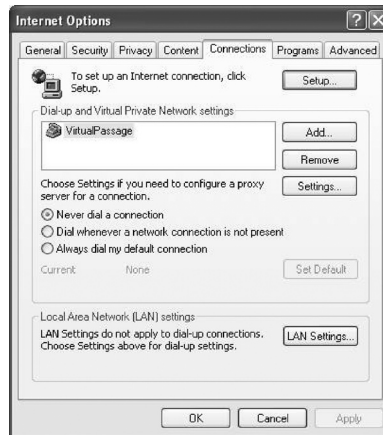 Internet Options
General Security Privacy Content Connections Programs Advanced
To set up an Internet connection, click
Setup.
Setup...
Dial-up and Virtual Private Network settings
VirtualPassage
Add...
Remove
Choose Settings if you need to configure a proxy
server for a connection.
Settings...
Never dial a connection
Dial whenever a network connection is not present
Always dial my default connection
Current None
Set Default
Local Area Network (LAN) settings
LAN Settings do not apply to dial-up connections.
Choose Settings above for dial-up settings.
LAN Settings...
OK Cancel Apply